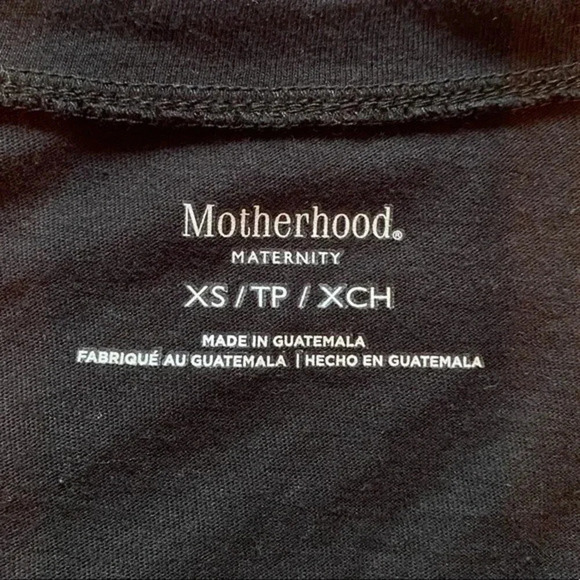 Motherhood®
MATERNITY
XS / TP / XCH
MADE IN GUATEMALA
FABRIQUÉ AU GUATEMALA | HECHO EN GUATEMALA